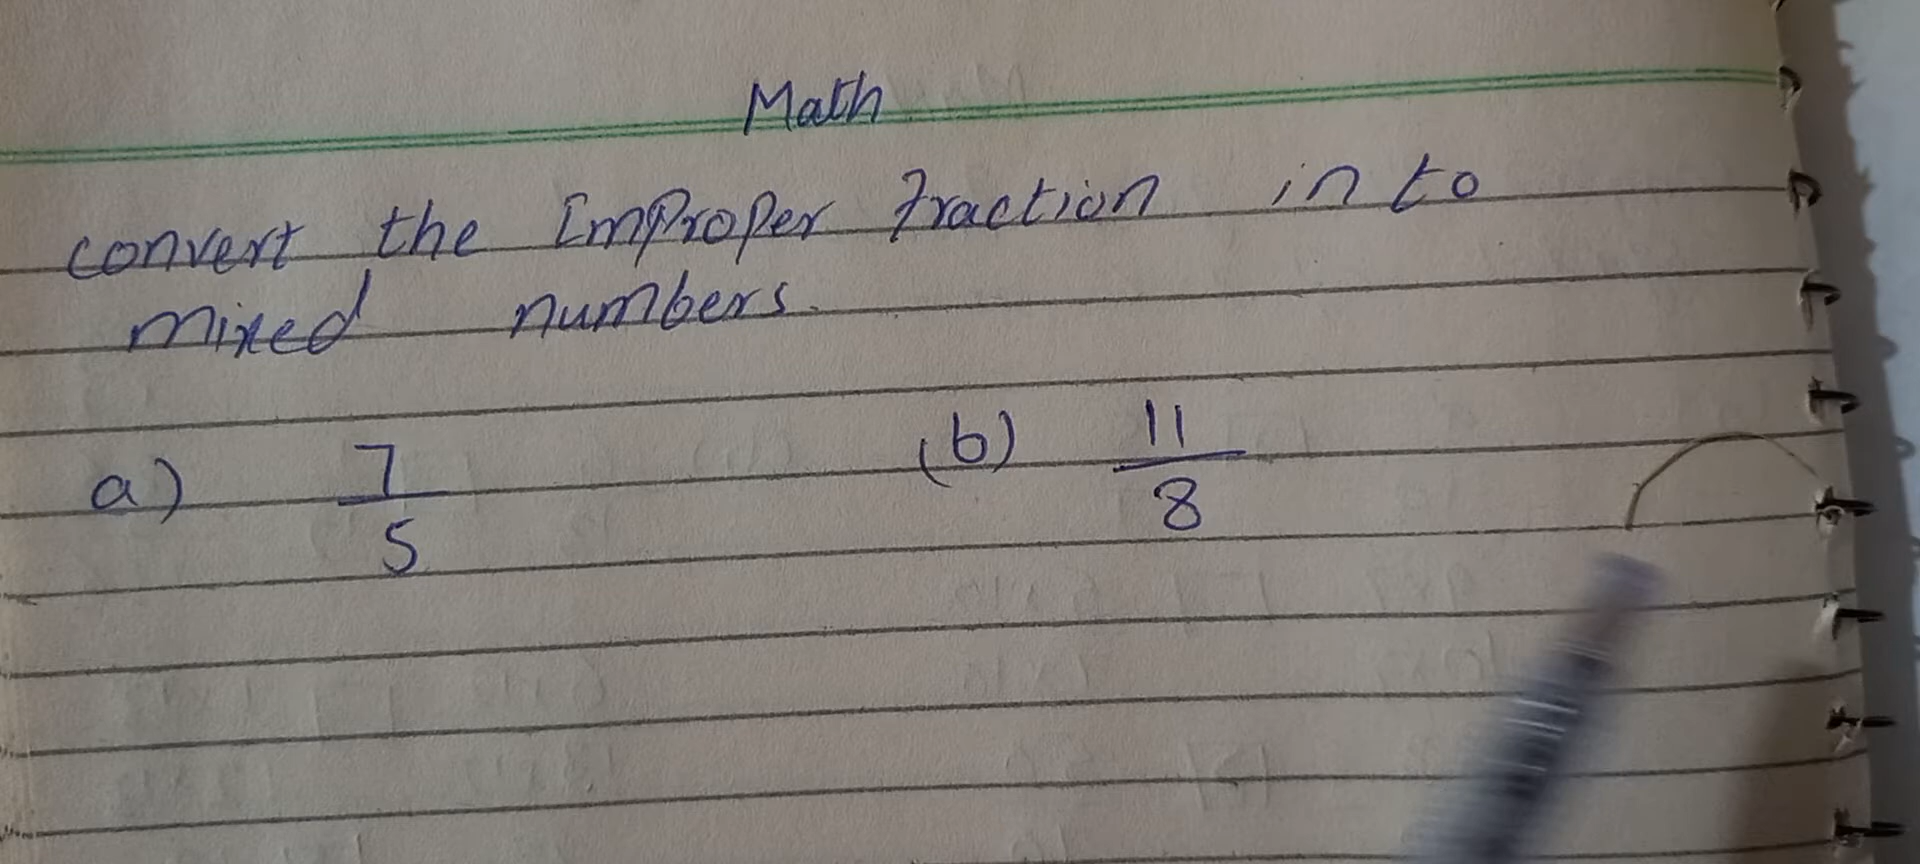 Math
convert the Improper fraction in to
mixed numbers.
a) 7/5 (b) 11/8